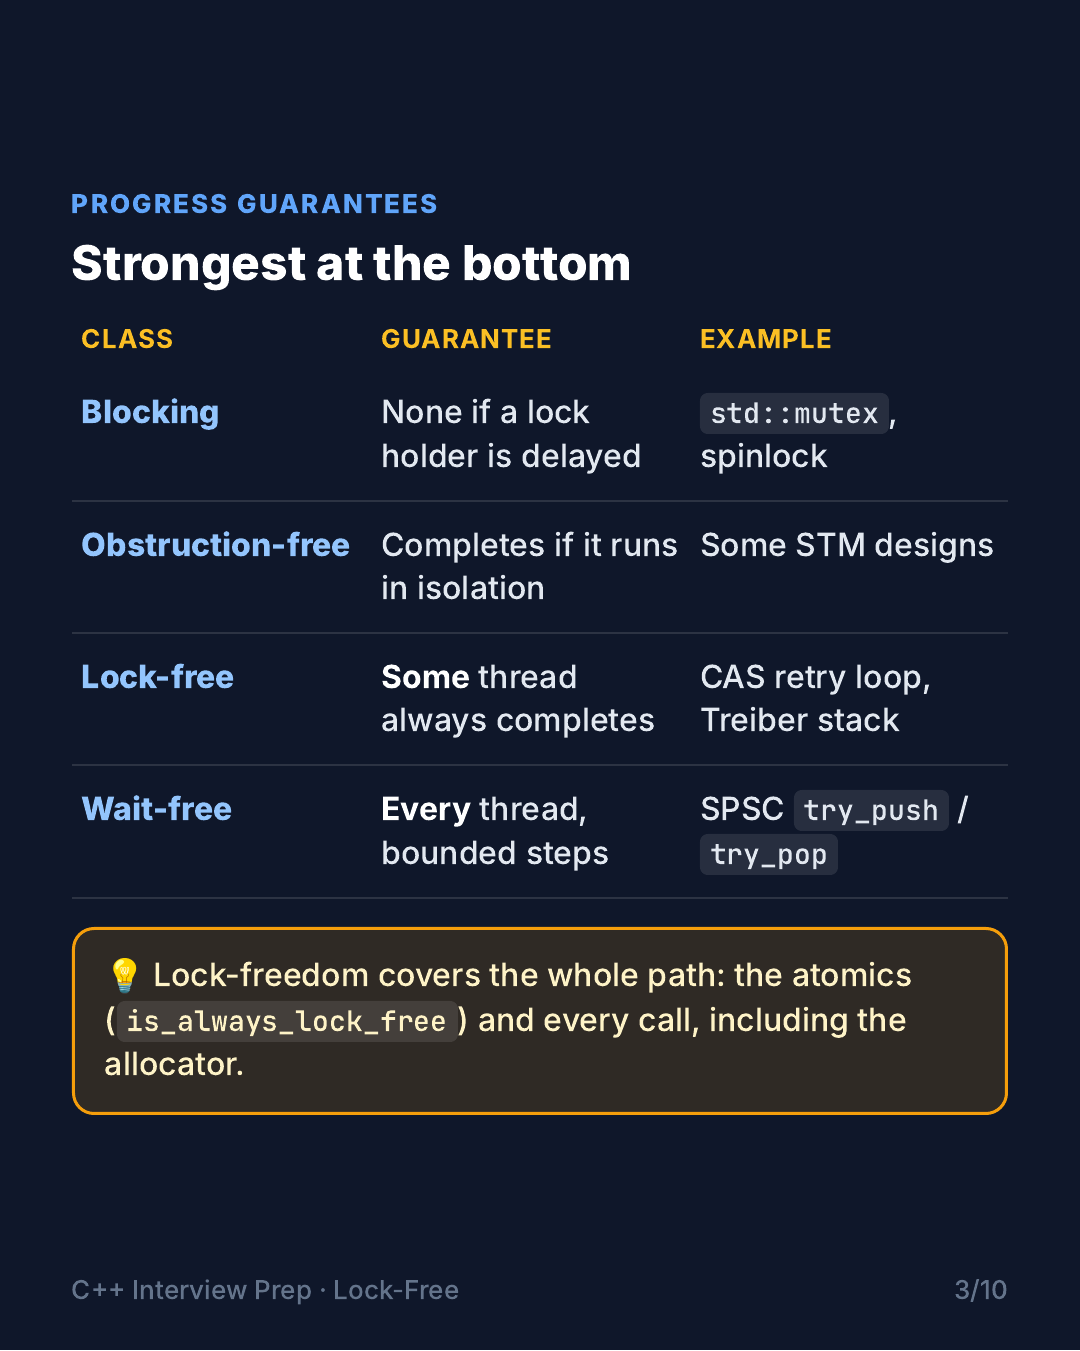 PROGRESS GUARANTEES
Strongest at the bottom
CLASS GUARANTEE EXAMPLE
Blocking None if a lock std::mutex,
holder is delayed spinlock
Obstruction-free Completes if it runs Some STM designs
in isolation
Lock-free Some thread CAS retry loop,
always completes Treiber stack
Wait-free Every thread, SPSC try_push /
bounded steps try_pop
💡 Lock-freedom covers the whole path: the atomics
(is_always_lock_free) and every call, including the
allocator.
C++ Interview Prep · Lock-Free 3/10